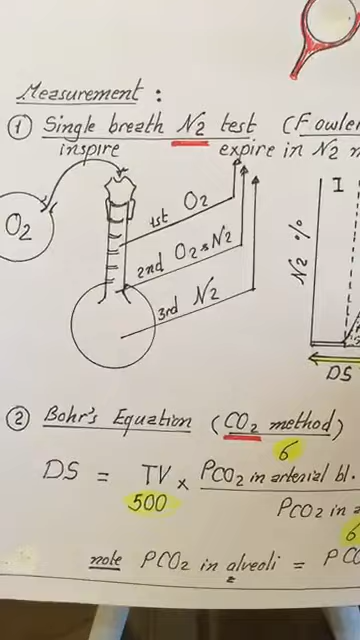 Measurement :
① Single breath N2 test (Fowler
inspire expire in N2
I
O2
1st O2
2nd O2 & N2
3rd N2
N2 %
DS
② Bohr's Equation (CO2 method)
6
DS = TV × PCO2 in arterial bl.
500 PCO2 in
6
note PCO2 in alveoli = PCO